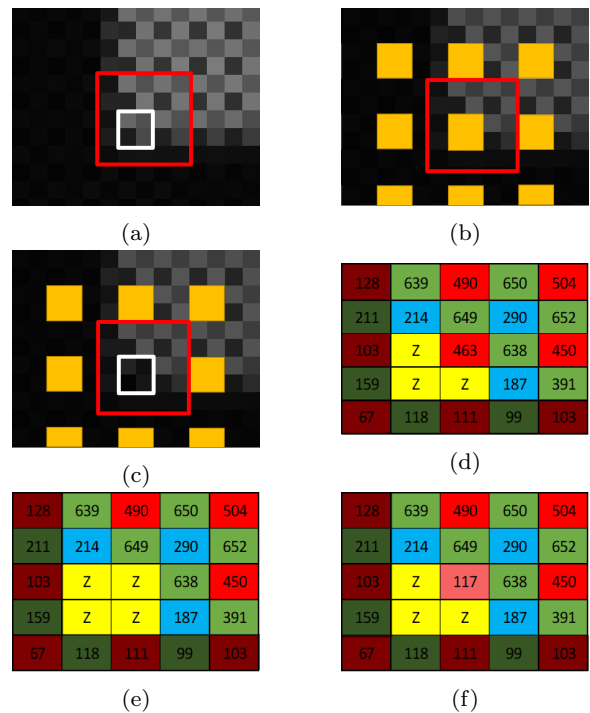 (a)
(b)
(c)
128 639 490 650 504
211 214 649 290 652
103 Z 463 638 450
159 Z Z 187 391
67 118 111 99 103
(d)
128 639 490 650 504
211 214 649 290 652
103 Z Z 638 450
159 Z Z 187 391
67 118 111 99 103
(e)
128 639 490 650 504
211 214 649 290 652
103 Z 117 638 450
159 Z Z 187 391
67 118 111 99 103
(f)